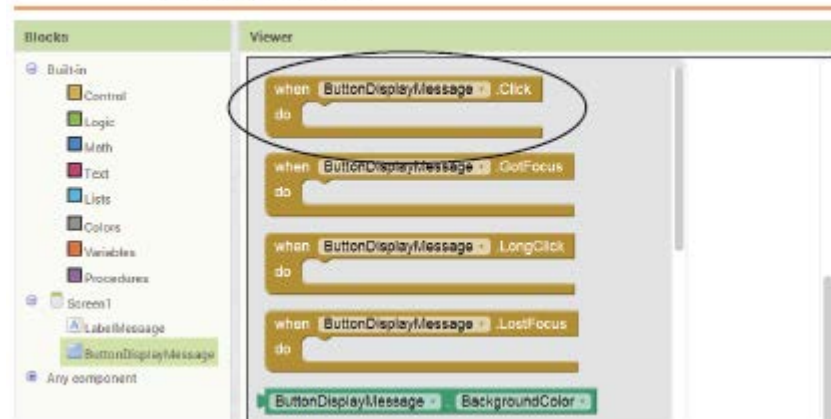 Blocks
Viewer
Built-in
Control
Logic
Math
Text
Lists
Colors
Variables
Procedures
Screen1
LabelMessage
ButtonDisplayMessage
Any component
when ButtonDisplayMessage .Click
do
when ButtonDisplayMessage .GotFocus
do
when ButtonDisplayMessage .LongClick
do
when ButtonDisplayMessage .LostFocus
do
ButtonDisplayMessage . BackgroundColor